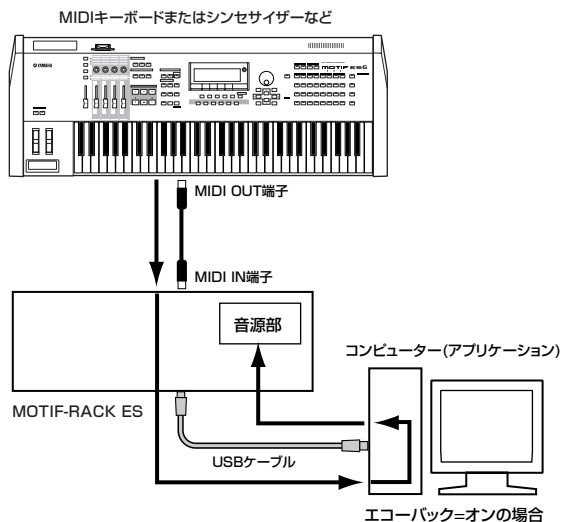 MIDIキーボードまたはシンセサイザーなど
YAMAHA
MOTIF ES6
MIDI OUT端子
MIDI IN端子
音源部
コンピューター(アプリケーション)
MOTIF-RACK ES
USBケーブル
エコーバック=オンの場合